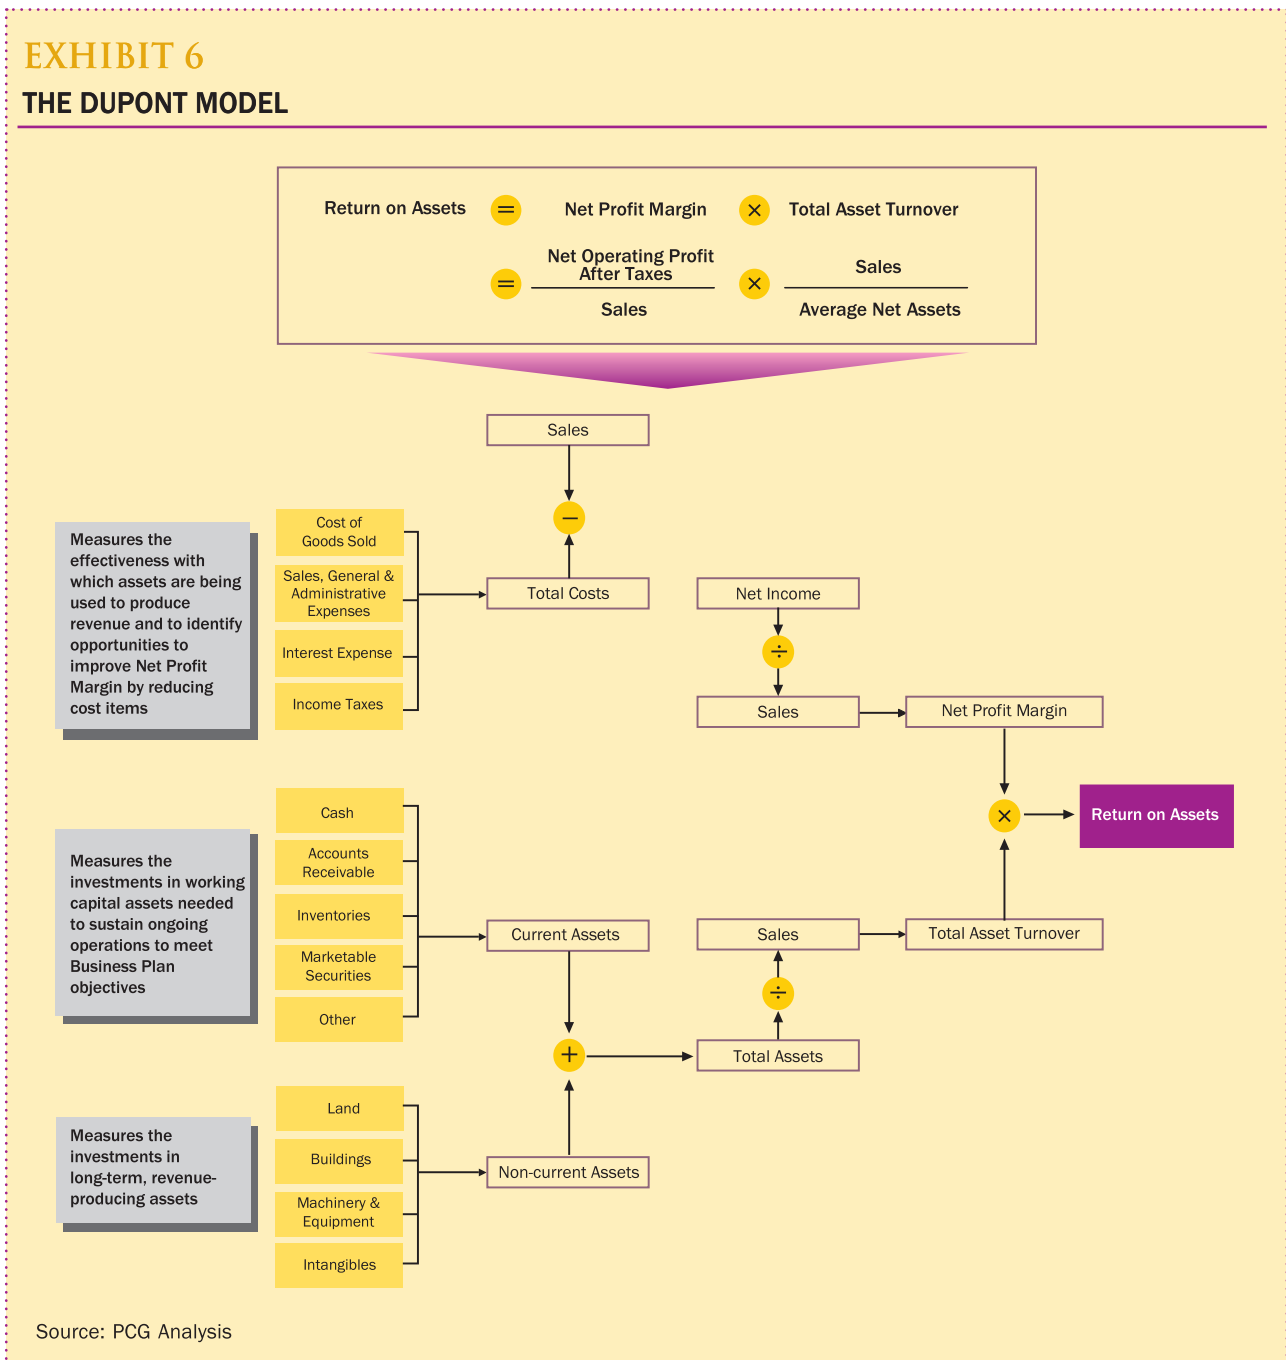 EXHIBIT 6
THE DUPONT MODEL
Return on Assets = Net Profit Margin × Total Asset Turnover
= Net Operating Profit
After Taxes
Sales
× Sales
Average Net Assets
Sales
−
Measures the
effectiveness with
which assets are being
used to produce
revenue and to identify
opportunities to
improve Net Profit
Margin by reducing
cost items
Cost of
Goods Sold
Sales, General &
Administrative
Expenses
Interest Expense
Income Taxes
Total Costs
Net Income
÷
Sales
Net Profit Margin
×
Return on Assets
Measures the
investments in working
capital assets needed
to sustain ongoing
operations to meet
Business Plan
objectives
Cash
Accounts
Receivable
Inventories
Marketable
Securities
Other
Current Assets
+
Sales
÷
Total Assets
Total Asset Turnover
Measures the
investments in
long-term, revenue-
producing assets
Land
Buildings
Machinery &
Equipment
Intangibles
Non-current Assets
Source: PCG Analysis